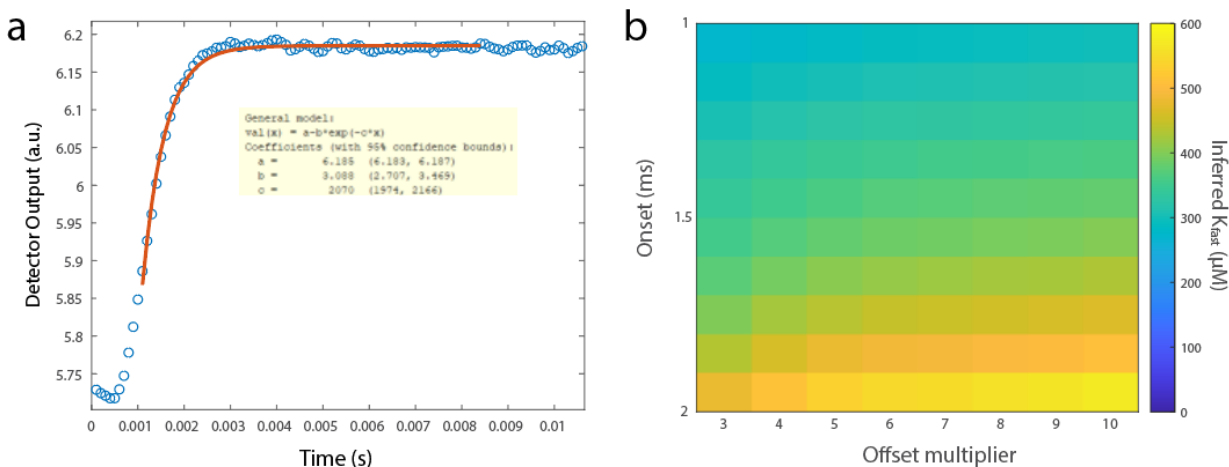 a
6.2
6.15
6.1
6.05
6
5.95
5.9
5.85
5.8
5.75
Detector Output (a.u.)
General model:
val(x) = a-b*exp(-c*x)
Coefficients (with 95% confidence bounds):
a = 6.185 (6.183, 6.187)
b = 3.088 (2.707, 3.469)
c = 2070 (1974, 2166)
0 0.001 0.002 0.003 0.004 0.005 0.006 0.007 0.008 0.009 0.01
Time (s)
b
1
1.5
2
Onset (ms)
3 4 5 6 7 8 9 10
Offset multiplier
600
500
400
300
200
100
0
Inferred Kfast (μM)